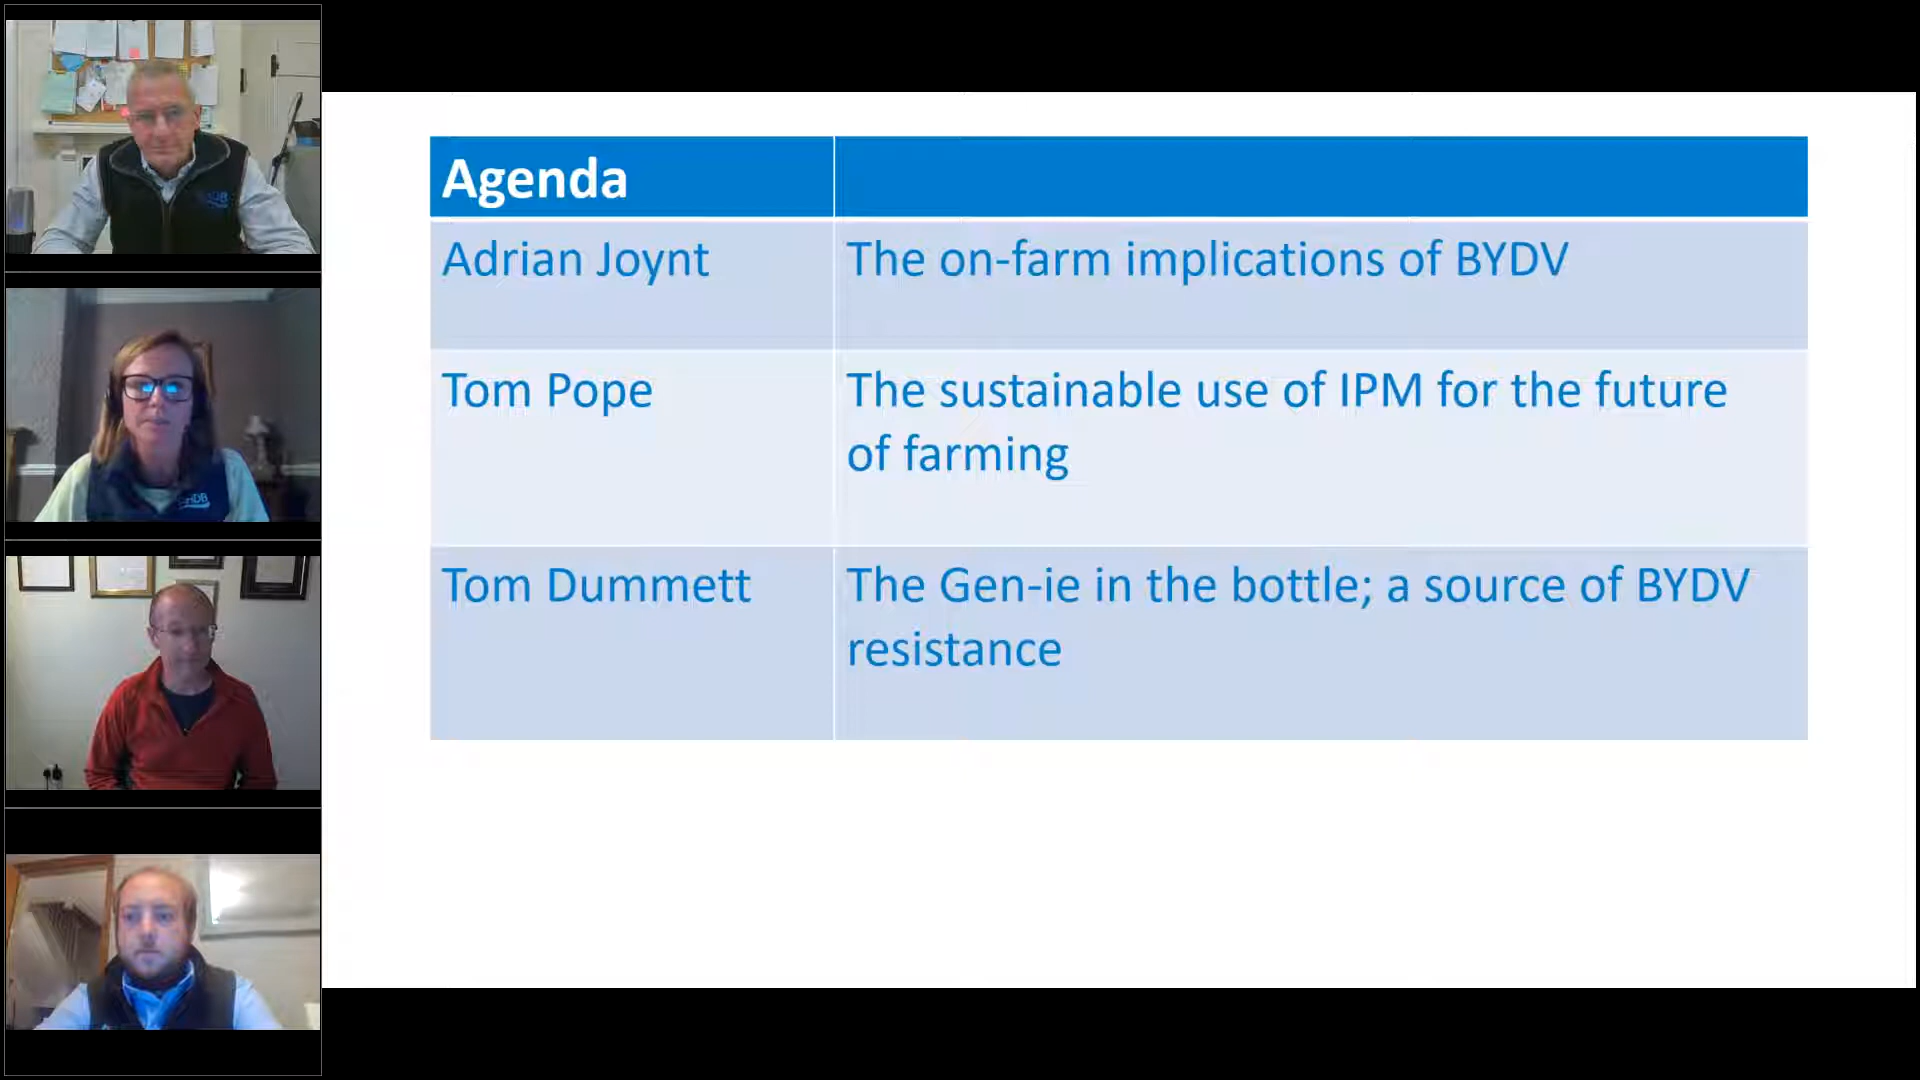 Agenda
Adrian Joynt
The on-farm implications of BYDV
Tom Pope
The sustainable use of IPM for the future
of farming
Tom Dummett
The Gen-ie in the bottle; a source of BYDV
resistance